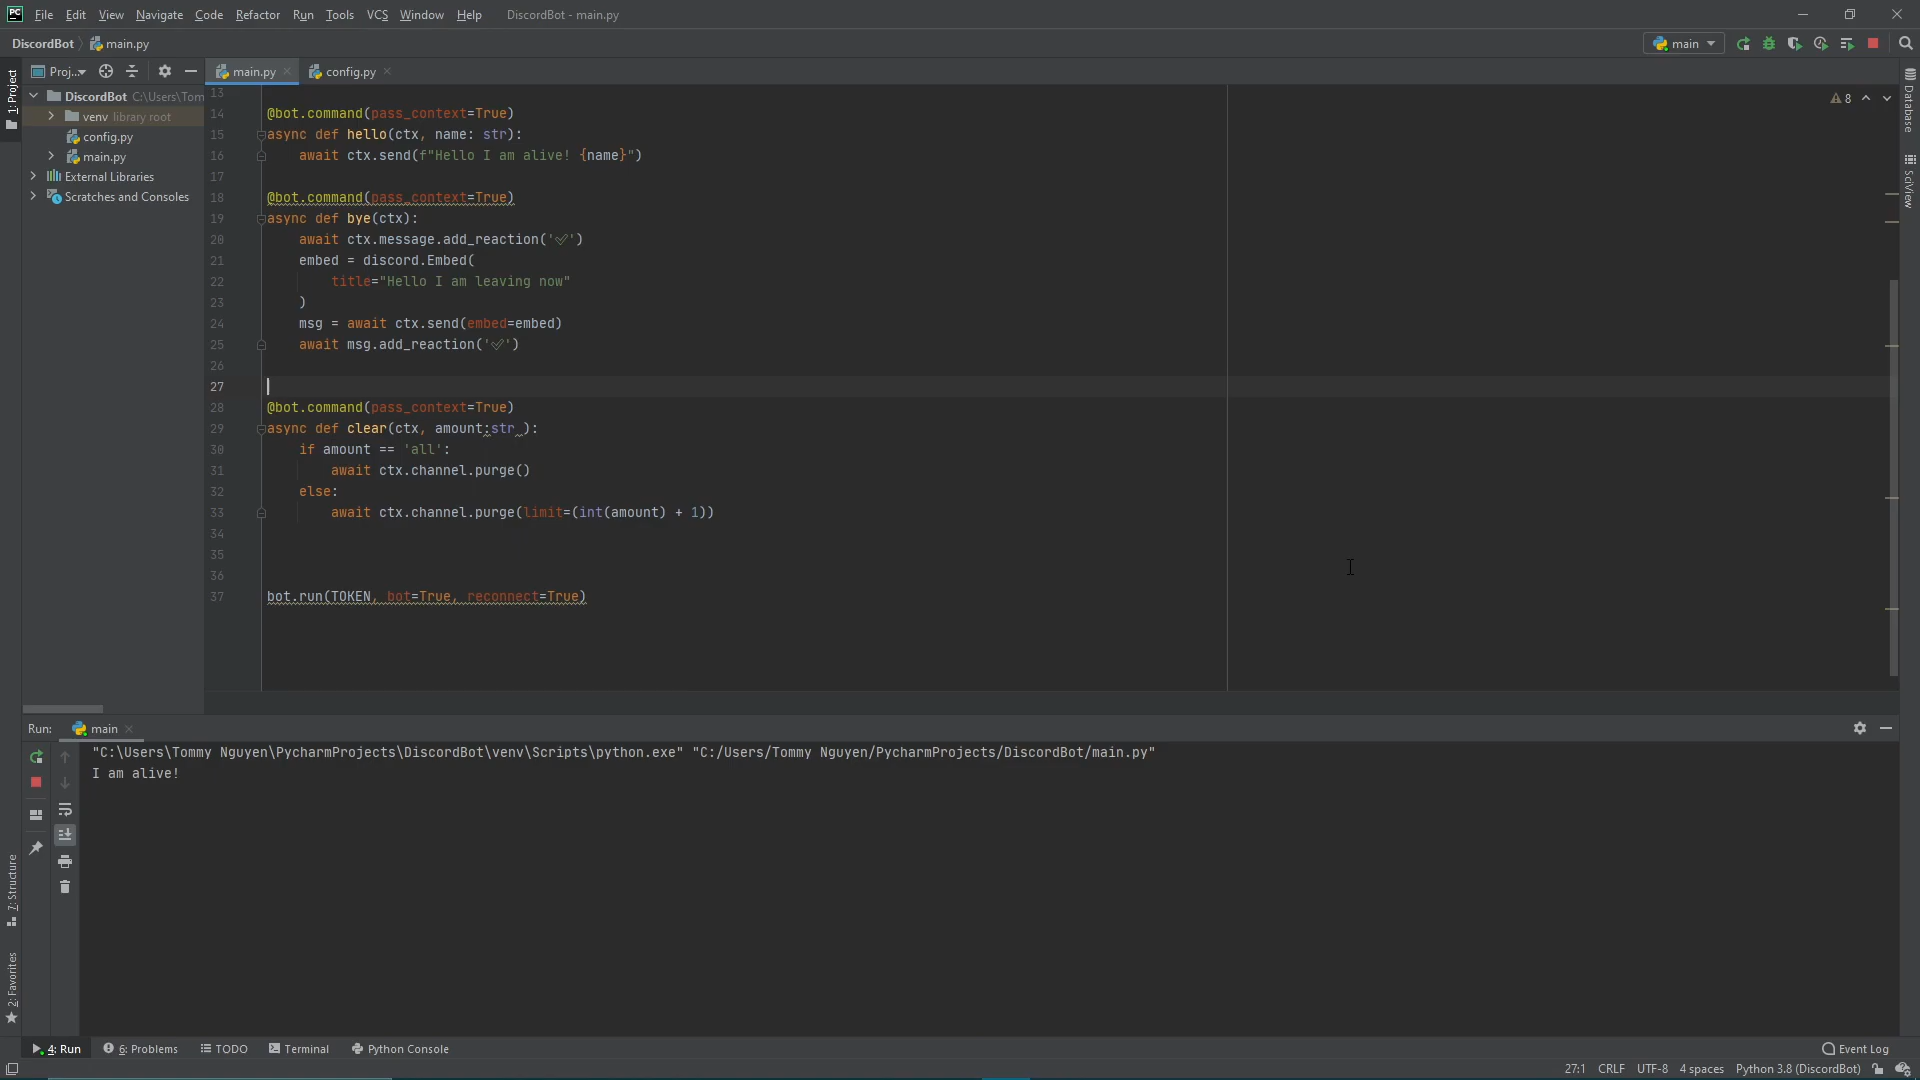 PC File Edit View Navigate Code Refactor Run Tools VCS Window Help DiscordBot - main.py
DiscordBot main.py
main
Proj...
main.py
config.py
1: Project
DiscordBot C:\Users\Tom
venv library root
config.py
main.py
External Libraries
Scratches and Consoles
13
14 @bot.command(pass_context=True)
15 async def hello(ctx, name: str):
16 await ctx.send(f"Hello I am alive! {name}")
17
18 @bot.command(pass_context=True)
19 async def bye(ctx):
20 await ctx.message.add_reaction('✅')
21 embed = discord.Embed(
22 title="Hello I am leaving now"
23 )
24 msg = await ctx.send(embed=embed)
25 await msg.add_reaction('✅')
26
27
28 @bot.command(pass_context=True)
29 async def clear(ctx, amount:str ):
30 if amount == 'all':
31 await ctx.channel.purge()
32 else:
33 await ctx.channel.purge(limit=(int(amount) + 1))
34
35
36
37 bot.run(TOKEN, bot=True, reconnect=True)
8
Database
SciView
Run: main
"C:\Users\Tommy Nguyen\PycharmProjects\DiscordBot\venv\Scripts\python.exe" "C:/Users/Tommy Nguyen/PycharmProjects/DiscordBot/main.py"
I am alive!
7: Structure
2: Favorites
4: Run 6: Problems TODO Terminal Python Console Event Log
27:1 CRLF UTF-8 4 spaces Python 3.8 (DiscordBot)